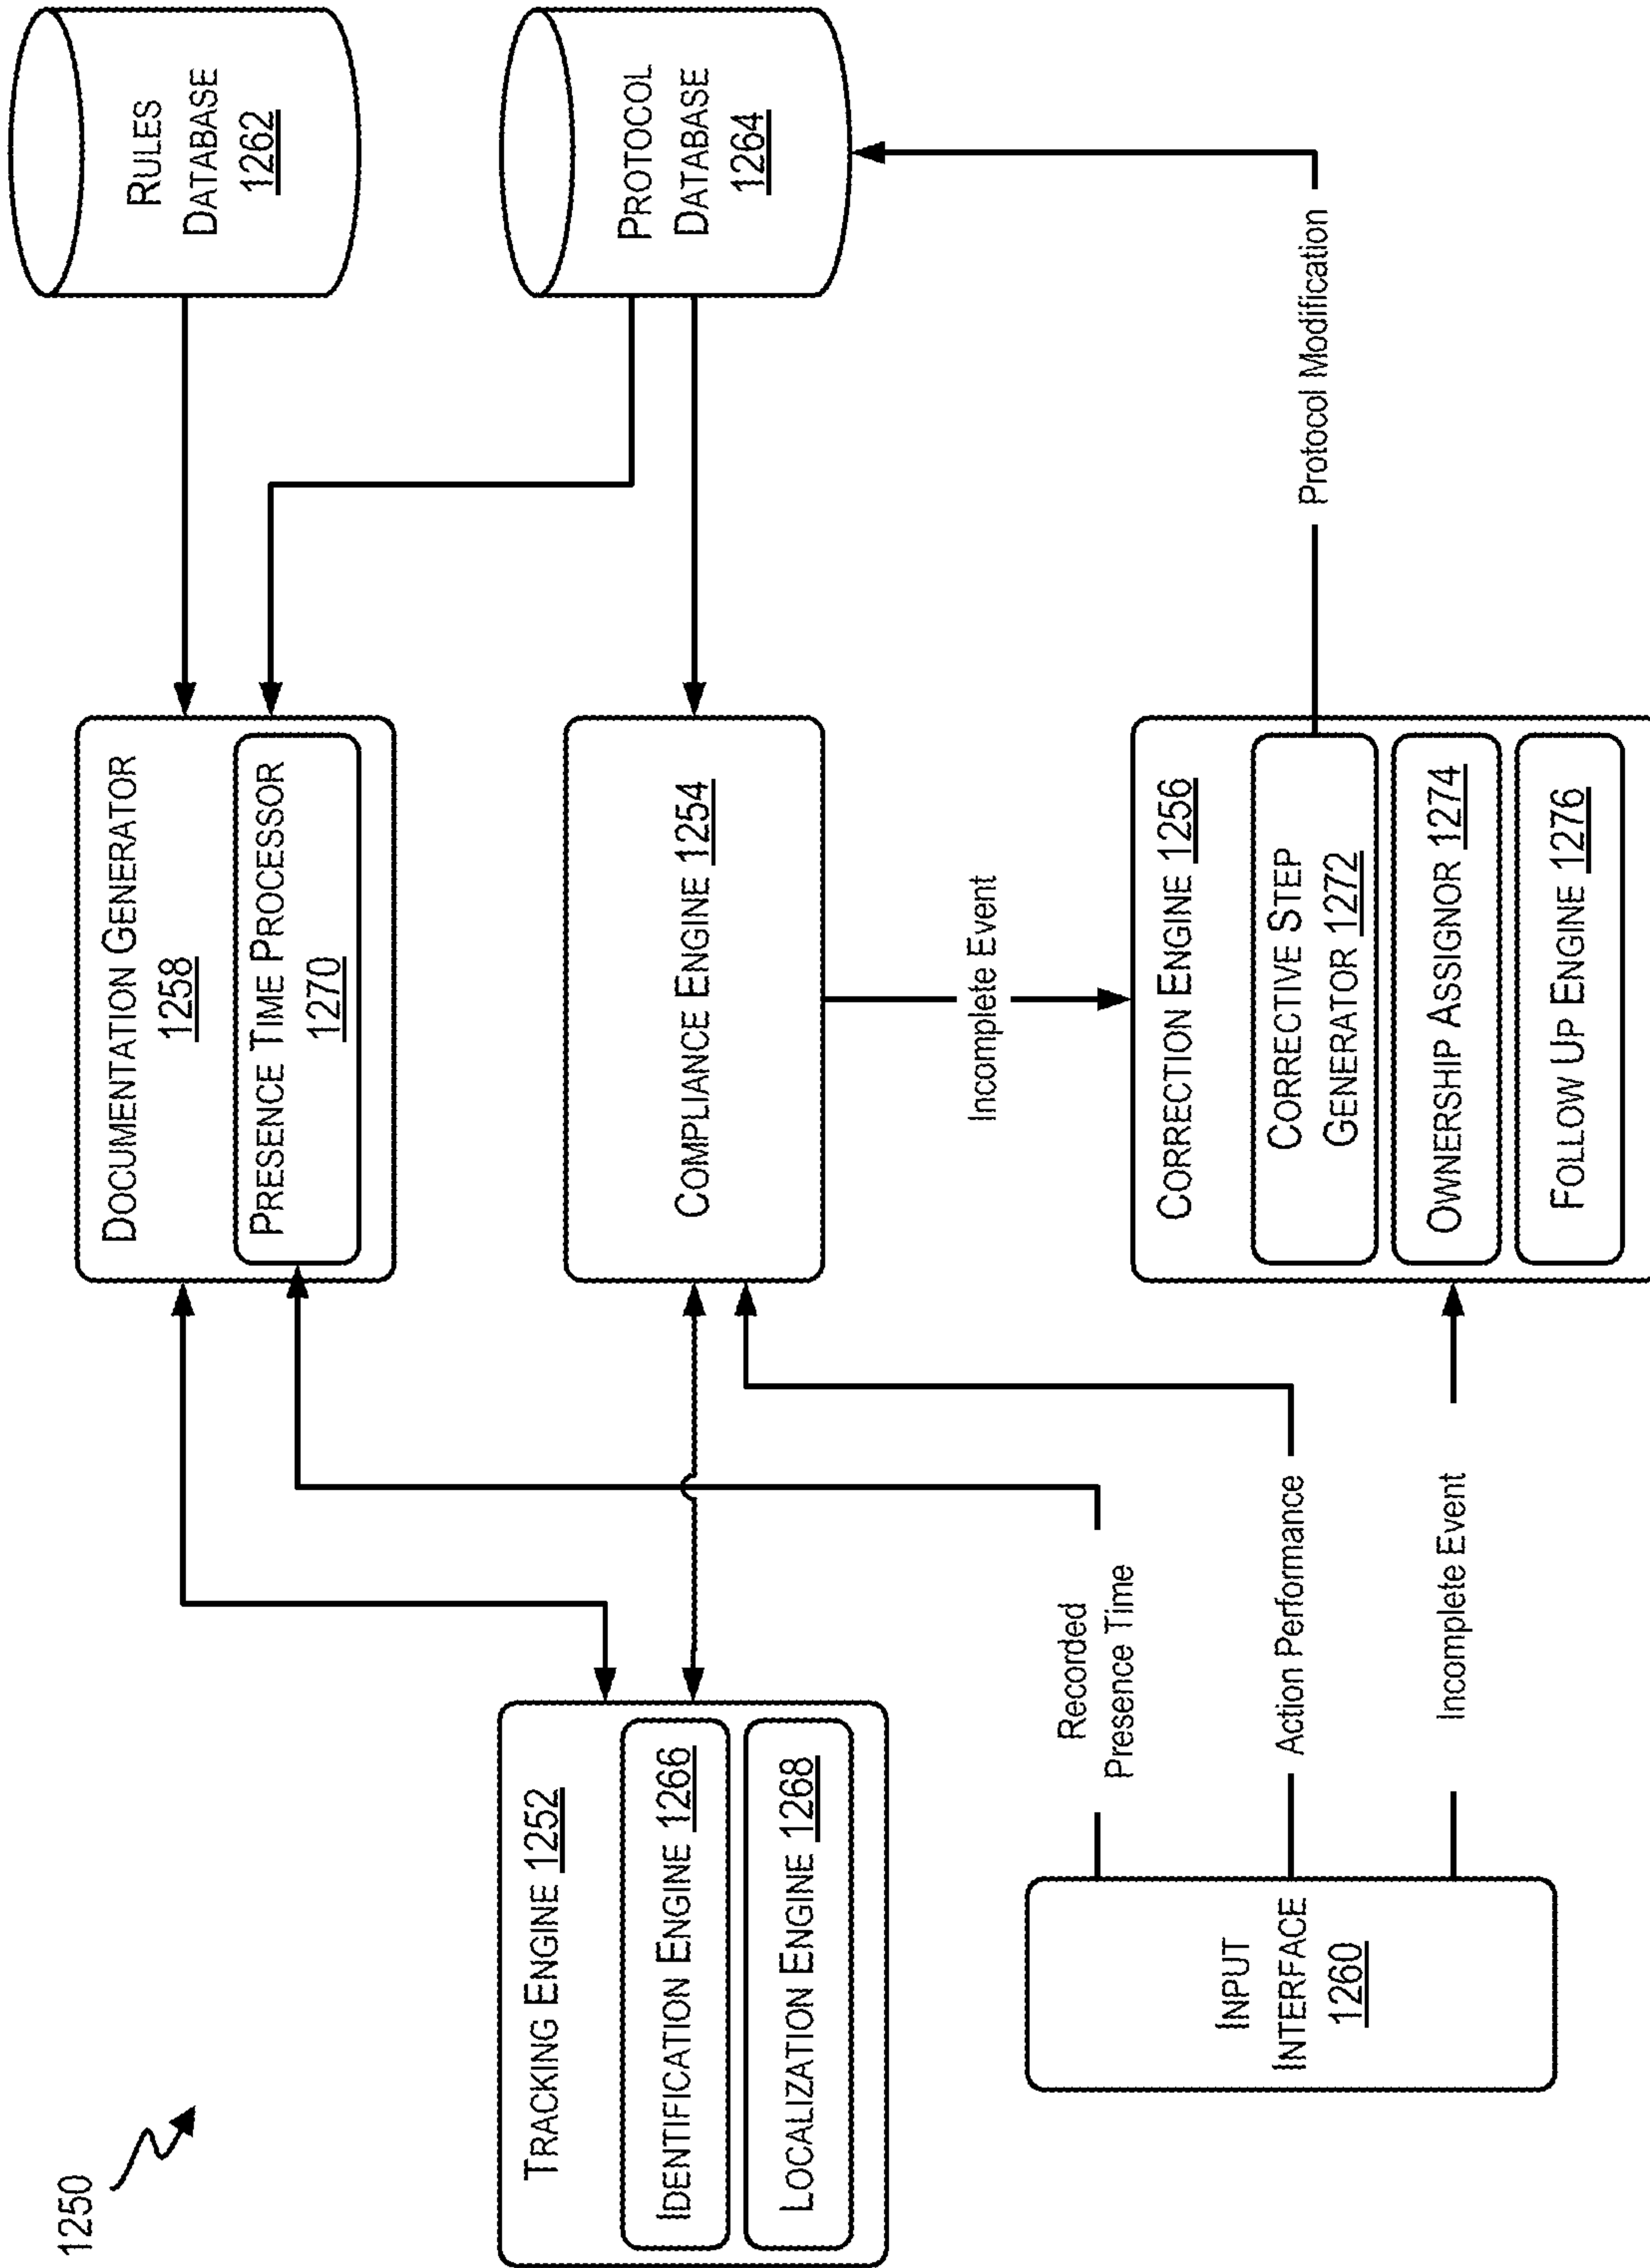 1250
TRACKING ENGINE 1252
IDENTIFICATION ENGINE 1266
LOCALIZATION ENGINE 1268
INPUT
INTERFACE
1260
Recorded
Presence Time
Action Performance
Incomplete Event
DOCUMENTATION GENERATOR
1258
PRESENCE TIME PROCESSOR
1270
COMPLIANCE ENGINE 1254
Incomplete Event
CORRECTION ENGINE 1256
CORRECTIVE STEP
GENERATOR 1272
OWNERSHIP ASSIGNOR 1274
FOLLOW UP ENGINE 1276
RULES
DATABASE
1262
PROTOCOL
DATABASE
1264
Protocol Modification